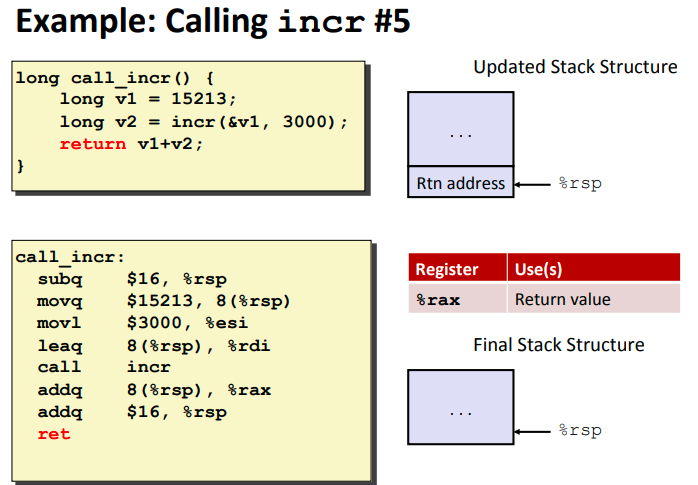 Example: Calling incr #5
long call_incr() {
    long v1 = 15213;
    long v2 = incr(&v1, 3000);
    return v1+v2;
}
Updated Stack Structure
...
Rtn address
%rsp
call_incr:
  subq    $16, %rsp
  movq    $15213, 8(%rsp)
  movl    $3000, %esi
  leaq    8(%rsp), %rdi
  call    incr
  addq    8(%rsp), %rax
  addq    $16, %rsp
  ret
Register Use(s)
%rax Return value
Final Stack Structure
...
%rsp